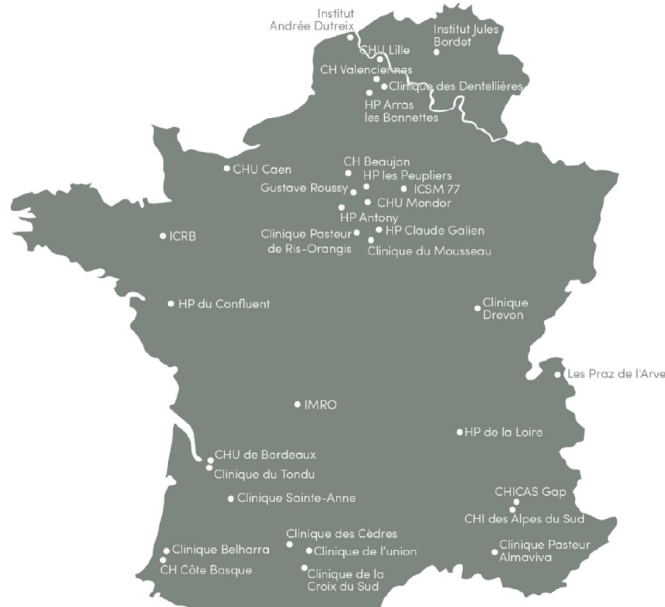 Institut
Andrée Dutreix
Institut Jules
Bordet
CHU Lille
CH Valenciennes
Clinique des Dentellières
HP Arras
les Bonnettes
CHU Caen
CH Beaujon
HP les Peupliers
Gustave Roussy
ICSM 77
CHU Mondor
HP Antony
Clinique Pasteur
de Ris-Orangis
HP Claude Galien
Clinique du Mousseau
ICRB
HP du Confluent
Clinique
Drevon
Les Praz de l'Arve
IMRO
HP de la Loire
CHU de Bordeaux
Clinique du Tondu
Clinique Sainte-Anne
CHICAS Gap
CHI des Alpes du Sud
Clinique des Cèdres
Clinique Belharra
Clinique de l'union
Clinique Pasteur
Almaviva
CH Côte Basque
Clinique de la
Croix du Sud